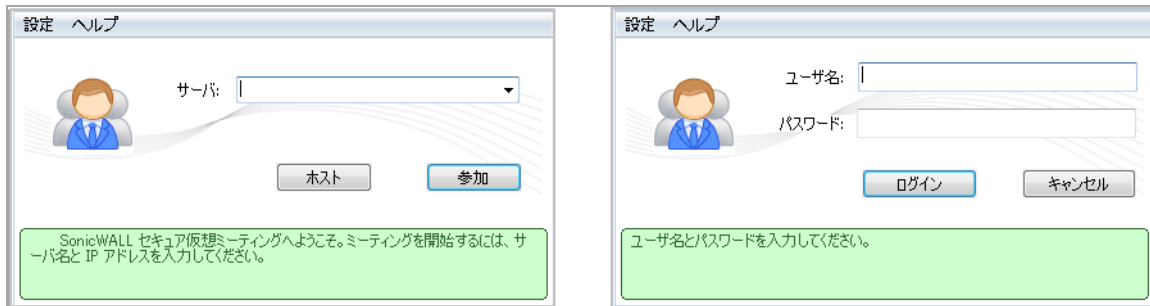 設定 ヘルプ
サーバ:
ホスト
参加
SonicWALL セキュア仮想ミーティングへようこそ。ミーティングを開始するには、サ
ーバ名と IP アドレスを入力してください。
設定 ヘルプ
ユーザ名:
パスワード:
ログイン
キャンセル
ユーザ名とパスワードを入力してください。